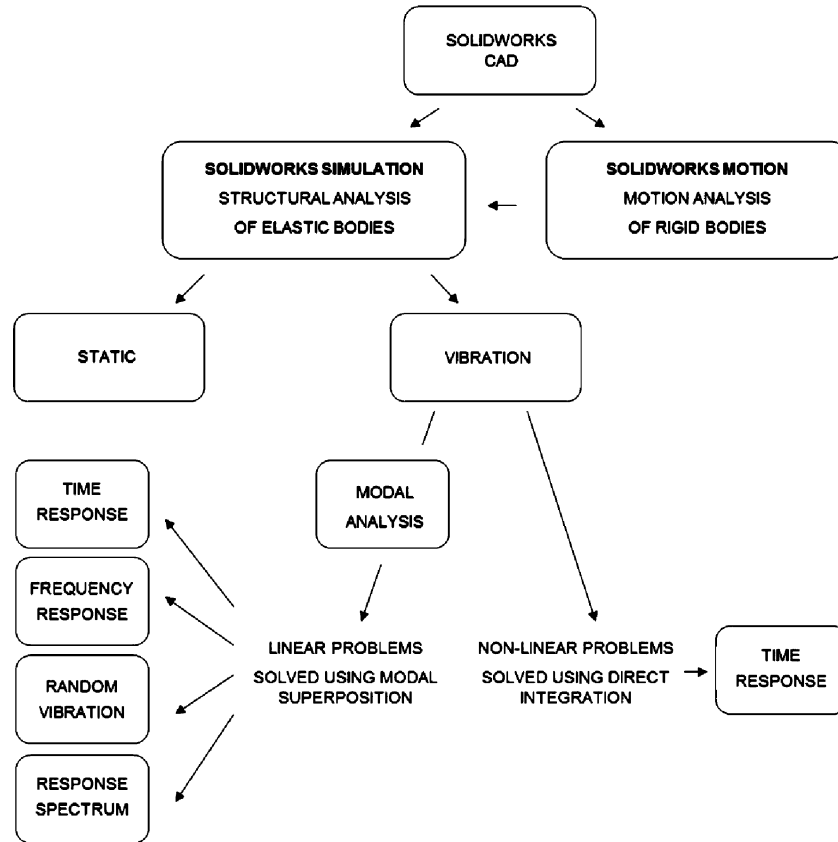 SOLIDWORKS
CAD
SOLIDWORKS SIMULATION
STRUCTURAL ANALYSIS
OF ELASTIC BODIES
SOLIDWORKS MOTION
MOTION ANALYSIS
OF RIGID BODIES
STATIC
VIBRATION
MODAL
ANALYSIS
TIME
RESPONSE
FREQUENCY
RESPONSE
RANDOM
VIBRATION
RESPONSE
SPECTRUM
LINEAR PROBLEMS
SOLVED USING MODAL
SUPERPOSITION
NON-LINEAR PROBLEMS
SOLVED USING DIRECT
INTEGRATION
TIME
RESPONSE